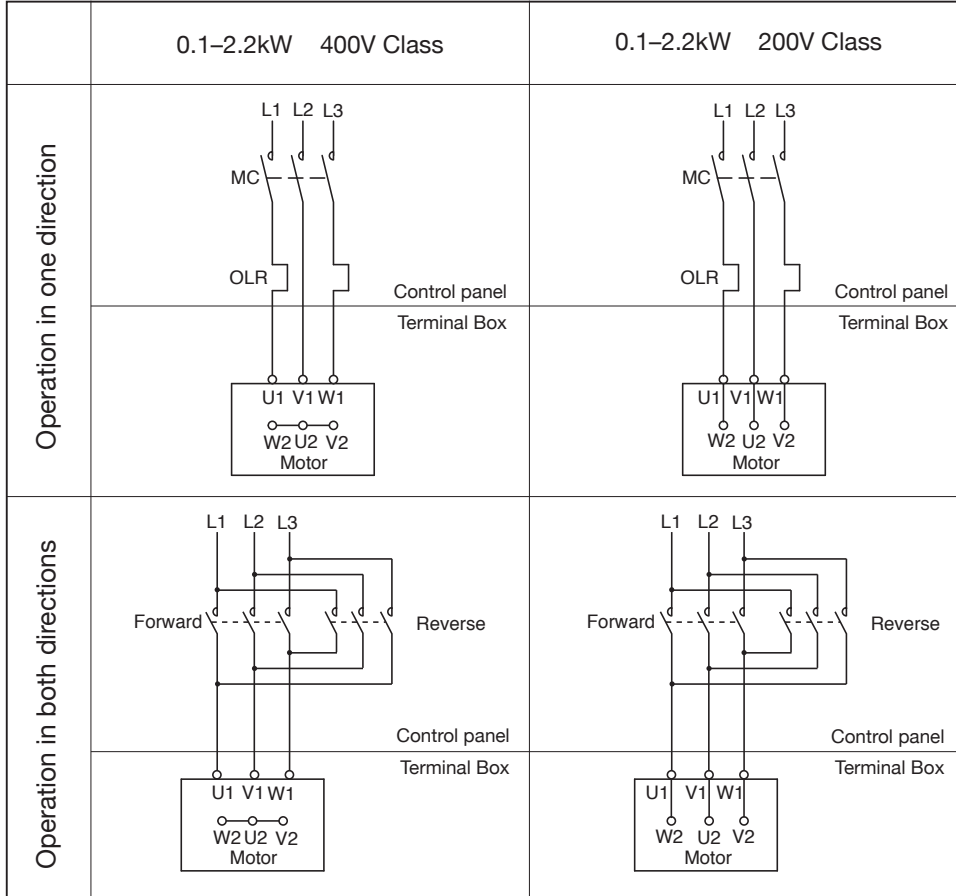 0.1–2.2kW 400V Class
0.1–2.2kW 200V Class
Operation in one direction
L1 L2 L3
MC
OLR
Control panel
Terminal Box
U1 V1 W1
W2 U2 V2
Motor
L1 L2 L3
MC
OLR
Control panel
Terminal Box
U1 V1 W1
W2 U2 V2
Motor
Operation in both directions
L1 L2 L3
Forward
Reverse
Control panel
Terminal Box
U1 V1 W1
W2 U2 V2
Motor
L1 L2 L3
Forward
Reverse
Control panel
Terminal Box
U1 V1 W1
W2 U2 V2
Motor